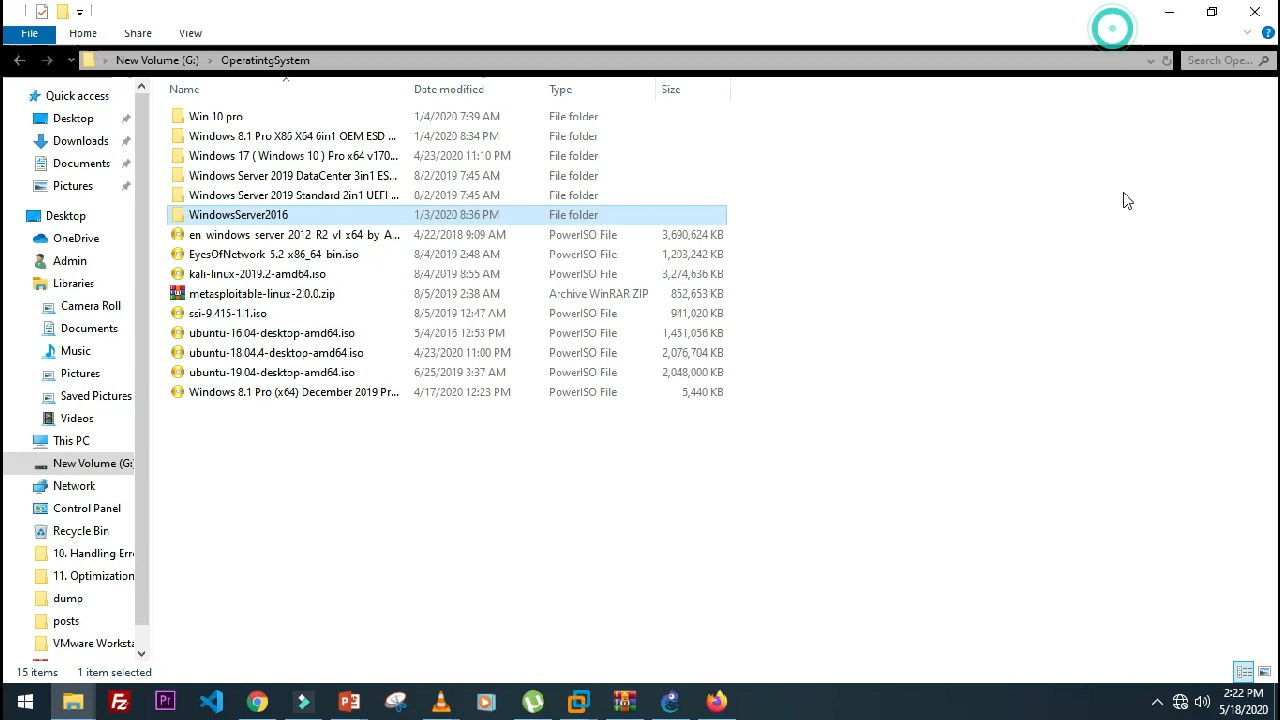 File Home Share View
New Volume (G:) OperatintgSystem Search Ope...
Name Date modified Type Size
Quick access
Desktop
Downloads
Documents
Pictures
Desktop
OneDrive
Admin
Libraries
Camera Roll
Documents
Music
Pictures
Saved Pictures
Videos
This PC
New Volume (G:
Network
Control Panel
Recycle Bin
10. Handling Erre
11. Optimization
dump
posts
VMware Worksta
Win 10 pro 1/4/2020 7:39 AM File folder
Windows 8.1 Pro X86 X64 6in1 OEM ESD ... 1/4/2020 8:34 PM File folder
Windows 17 ( Windows 10 ) Pro x64 v170... 4/23/2020 11:10 PM File folder
Windows Server 2019 DataCenter 3in1 ES... 8/2/2019 7:45 AM File folder
Windows Server 2019 Standard 2in1 UEFI ... 8/2/2019 7:45 AM File folder
WindowsServer2016 1/3/2020 8:36 PM File folder
en_windows_server_2012_R2_vl_x64_by_A... 4/22/2018 9:09 AM PowerISO File 3,690,624 KB
EyesOfNetwork-5.2-x86_64-bin.iso 8/4/2019 2:48 AM PowerISO File 1,203,242 KB
kali-linux-2019.2-amd64.iso 8/4/2019 8:55 AM PowerISO File 3,274,636 KB
metasploitable-linux-2.0.0.zip 8/5/2019 2:38 AM Archive WinRAR ZIP 852,653 KB
ssi-9.415-1.1.iso 8/5/2019 12:47 AM PowerISO File 941,020 KB
ubuntu-16.04-desktop-amd64.iso 5/4/2016 12:53 PM PowerISO File 1,451,056 KB
ubuntu-18.04.4-desktop-amd64.iso 4/23/2020 11:00 PM PowerISO File 2,076,704 KB
ubuntu-19.04-desktop-amd64.iso 6/25/2019 3:37 AM PowerISO File 2,048,000 KB
Windows 8.1 Pro (x64) December 2019 Pr... 4/17/2020 12:23 PM PowerISO File 5,440 KB
15 items 1 item selected
2:22 PM
5/18/2020